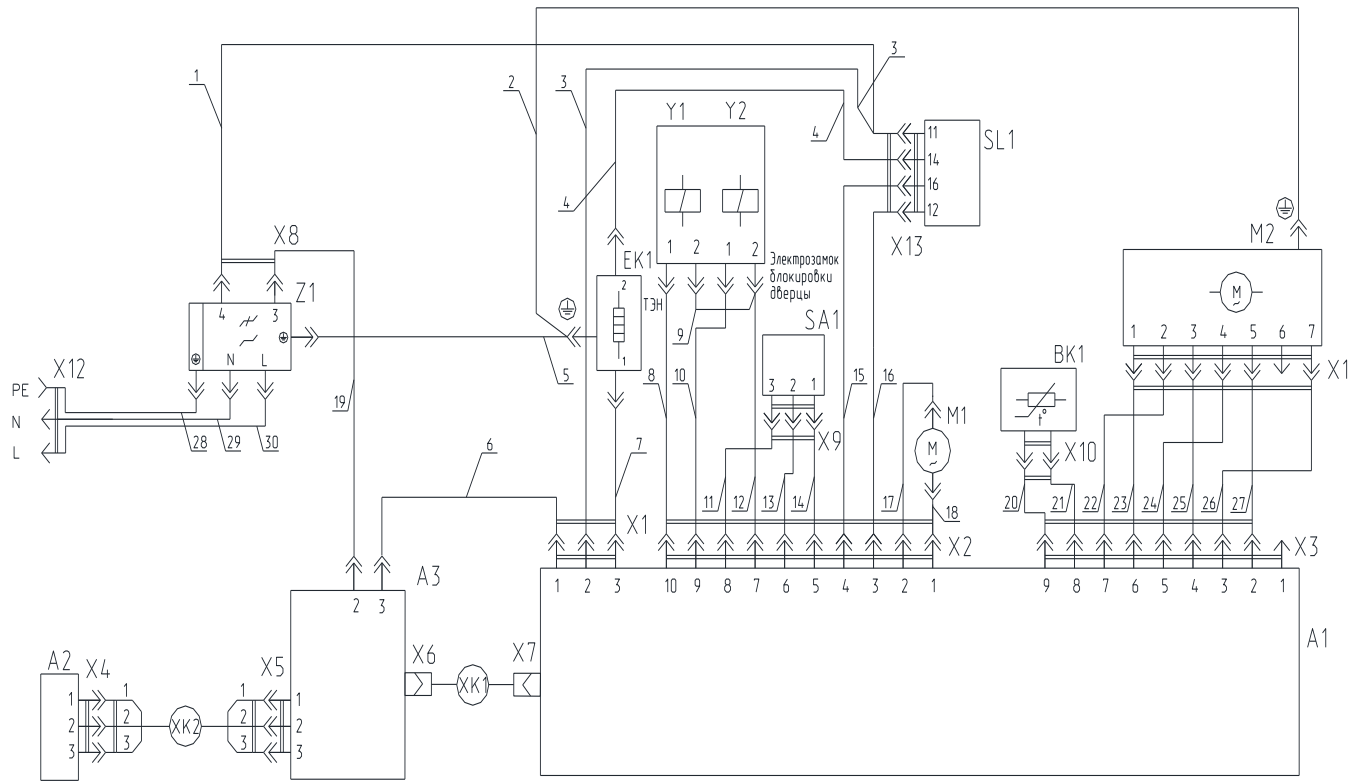 1
2
3
3
4
4
Y1 Y2
1 2 1 2
Электрозамок
блокировки
дверцы
11
14
16
12
SL1
X13
M2
M
~
1 2 3 4 5 6 7
X1
X8
Z1
4 3
N L
EK1
2
1
ТЭН
5
X12
PE
N
L
28 29 30
19
9
SA1
3 2 1
X9
8 10
15 16
M1
M
~
BK1
t°
X10
6
7
11 12 13 14
17
18
20 21 22 23 24 25 26 27
X1
X2
X3
1 2 3
10 9 8 7 6 5 4 3 2 1
9 8 7 6 5 4 3 2 1
A3
2 3
A1
X6
XK1
X7
A2
X4
X5
1
2
3
1
2
3
XK2
1
2
3
1
2
3